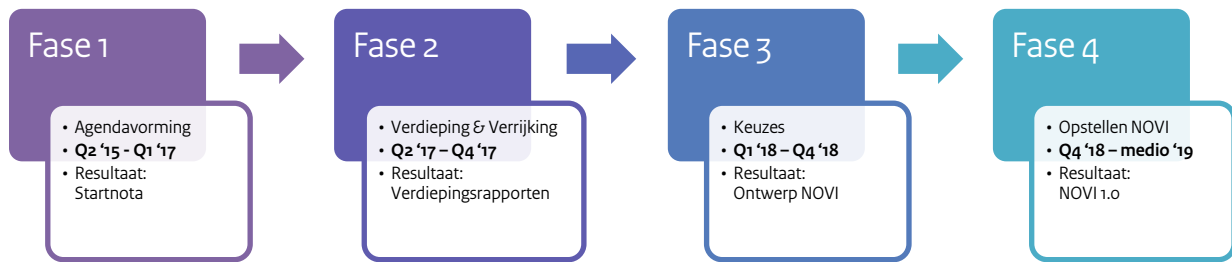 Fase 1
• Agendavorming
• Q2 ‘15 - Q1 ‘17
• Resultaat:
Startnota
Fase 2
• Verdieping & Verrijking
• Q2 ‘17 – Q4 ‘17
• Resultaat:
Verdiepingsrapporten
Fase 3
• Keuzes
• Q1 ‘18 – Q4 ‘18
• Resultaat:
Ontwerp NOVI
Fase 4
• Opstellen NOVI
• Q4 ‘18 – medio ‘19
• Resultaat:
NOVI 1.0